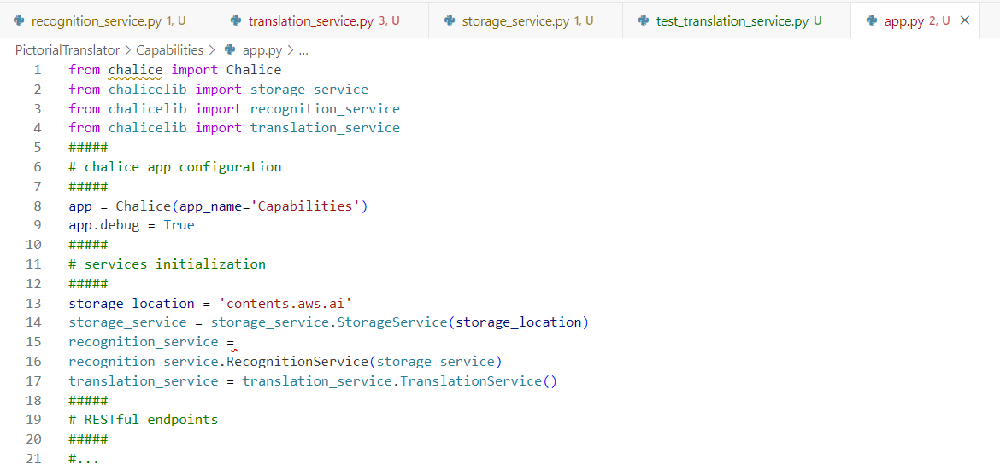 recognition_service.py 1, U translation_service.py 3, U storage_service.py 1, U test_translation_service.py U app.py 2, U
PictorialTranslator > Capabilities > app.py > ...
1 from chalice import Chalice
2 from chalicelib import storage_service
3 from chalicelib import recognition_service
4 from chalicelib import translation_service
5 #####
6 # chalice app configuration
7 #####
8 app = Chalice(app_name='Capabilities')
9 app.debug = True
10 #####
11 # services initialization
12 #####
13 storage_location = 'contents.aws.ai'
14 storage_service = storage_service.StorageService(storage_location)
15 recognition_service =
16 recognition_service.RecognitionService(storage_service)
17 translation_service = translation_service.TranslationService()
18 #####
19 # RESTful endpoints
20 #####
21 #...